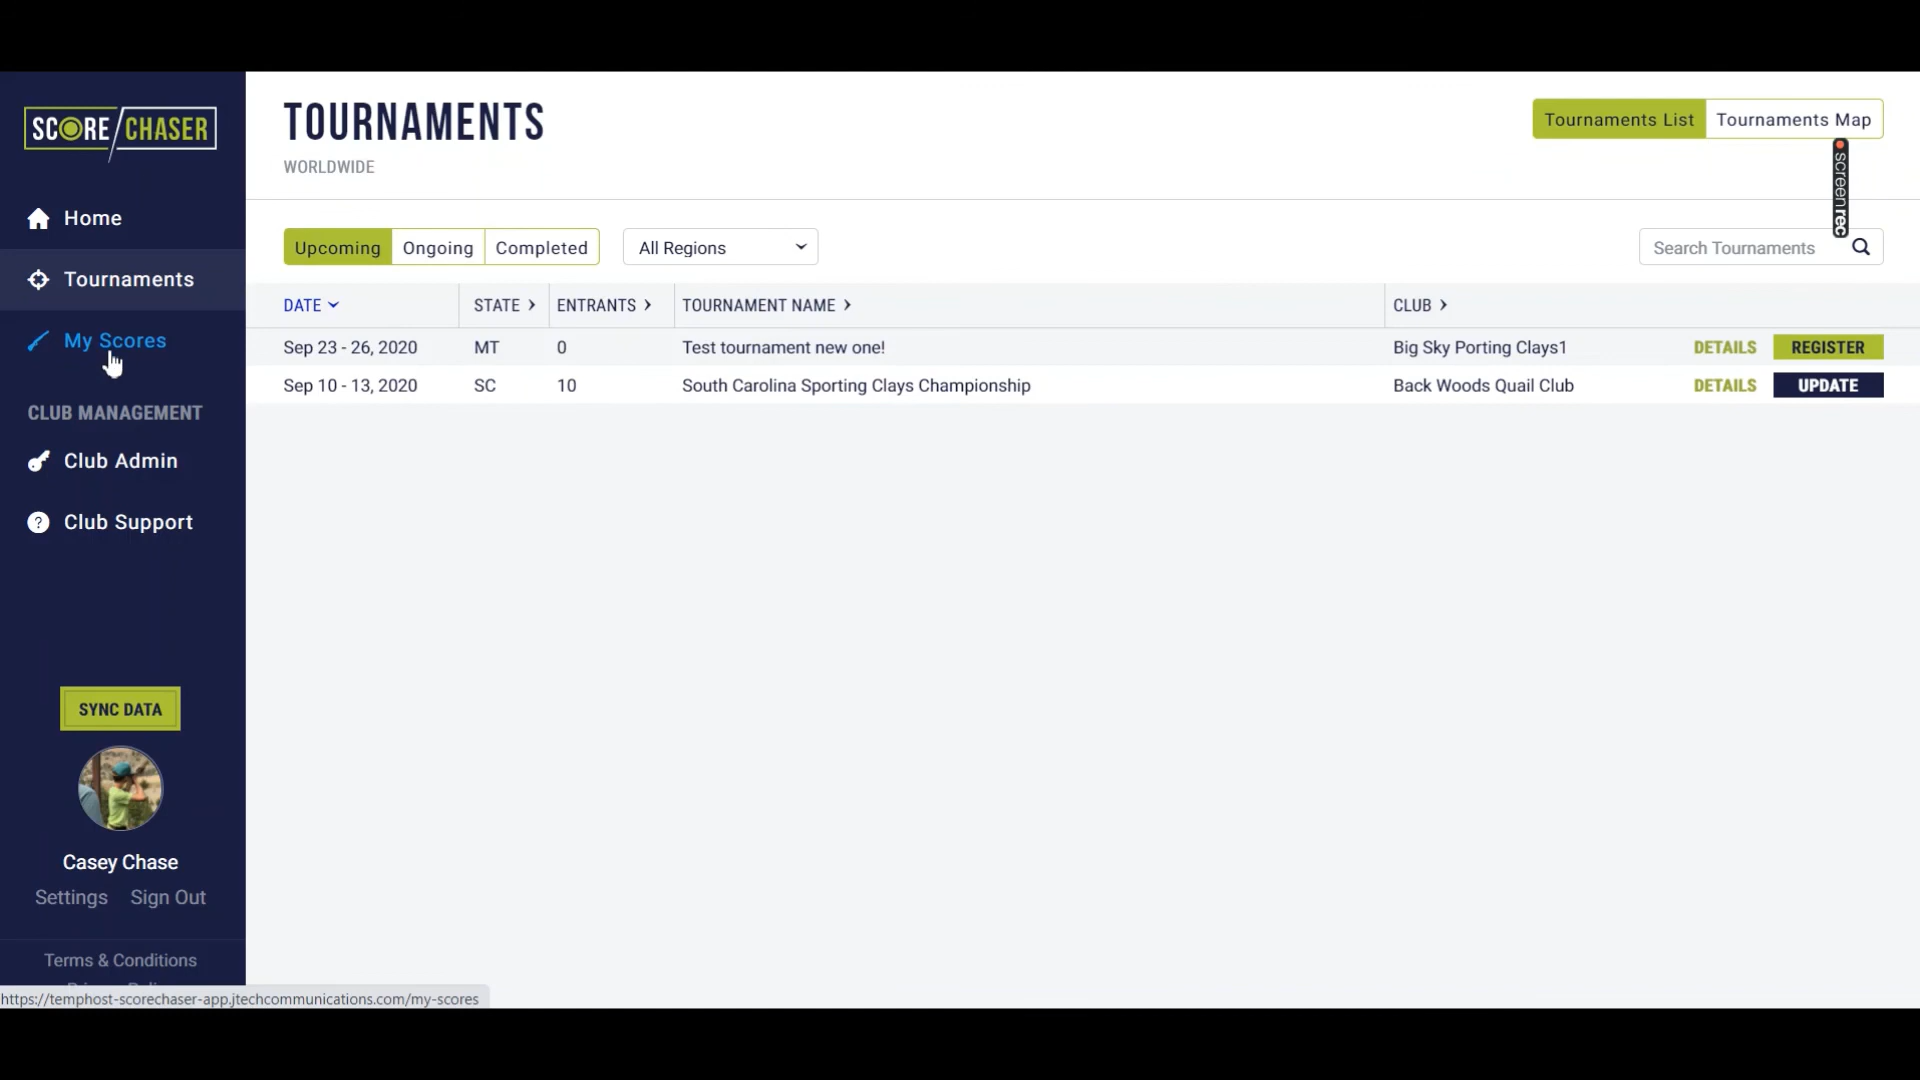 SCORE/CHASER
Home
Tournaments
My Scores
CLUB MANAGEMENT
Club Admin
? Club Support
SYNC DATA
Casey Chase
Settings Sign Out
Terms & Conditions
https://temphost-scorechaser-app.jtechcommunications.com/my-scores
TOURNAMENTS
WORLDWIDE
Tournaments List Tournaments Map
screenrec
Upcoming Ongoing Completed All Regions Search Tournaments
DATE STATE ENTRANTS TOURNAMENT NAME CLUB
Sep 23 - 26, 2020 MT 0 Test tournament new one! Big Sky Porting Clays1 DETAILS REGISTER
Sep 10 - 13, 2020 SC 10 South Carolina Sporting Clays Championship Back Woods Quail Club DETAILS UPDATE